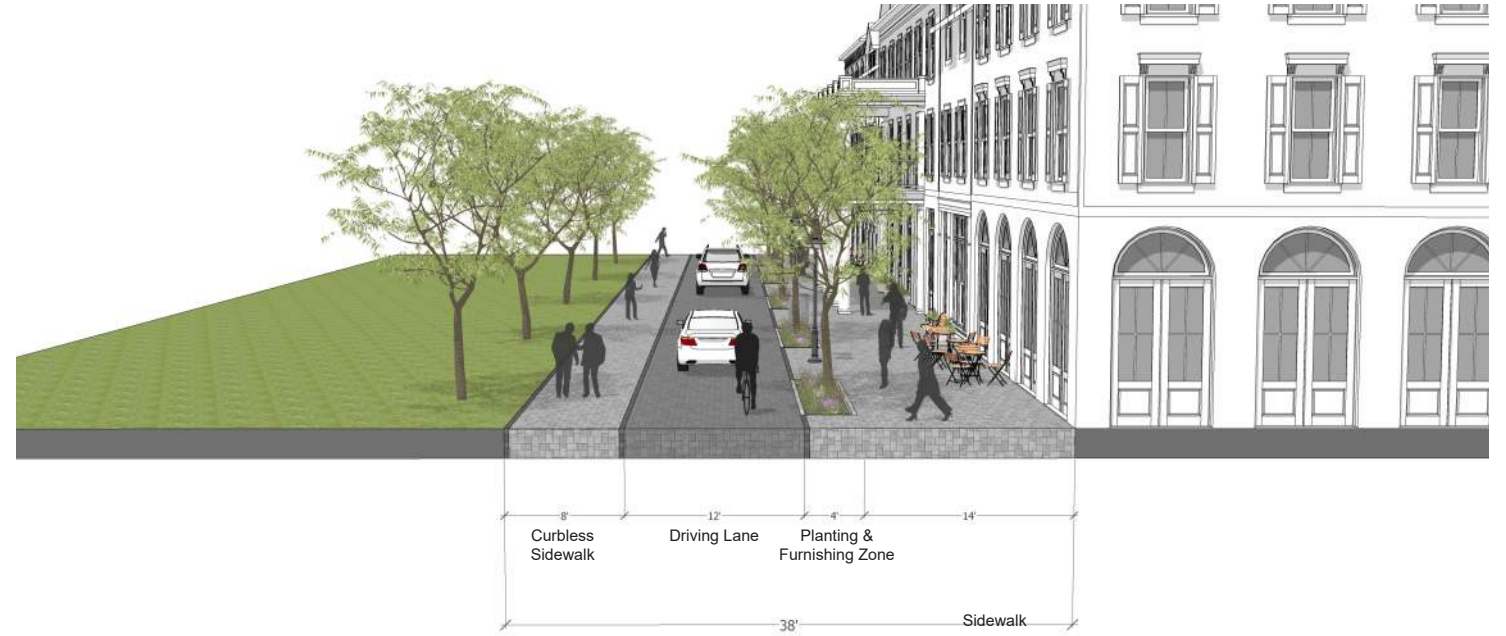 8'
12'
4'
14'
Curbless
Sidewalk
Driving Lane
Planting &
Furnishing Zone
38'
Sidewalk